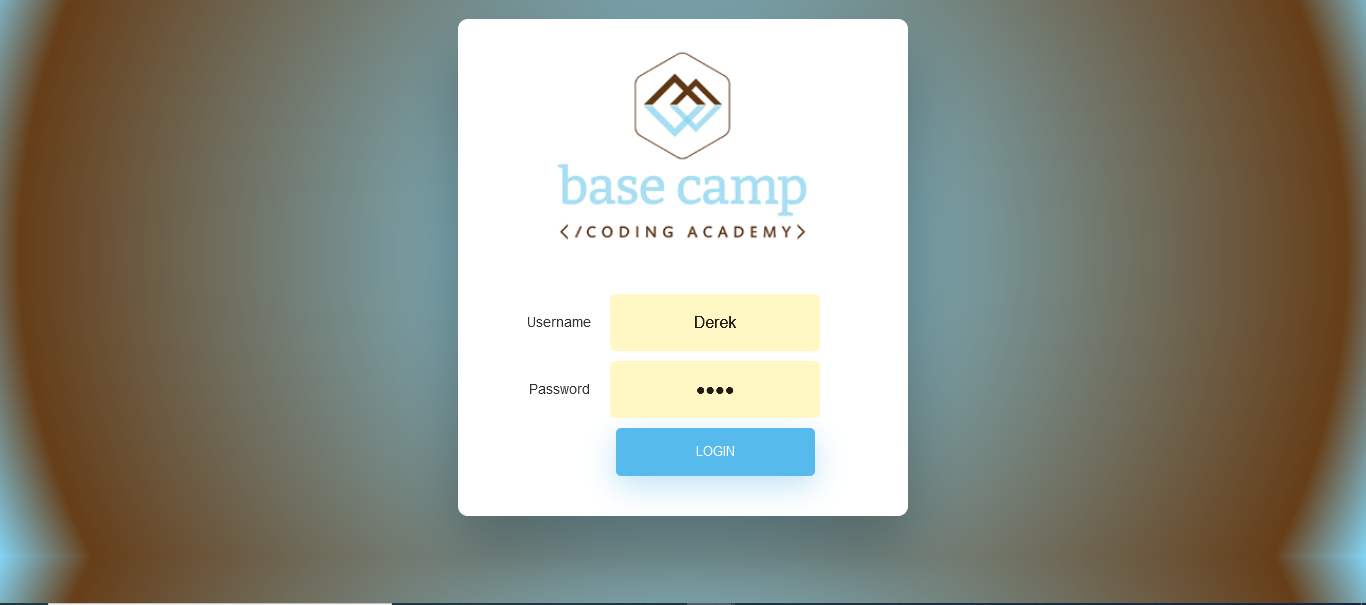 base camp
</CODING ACADEMY>
Username
Derek
Password
••••
LOGIN